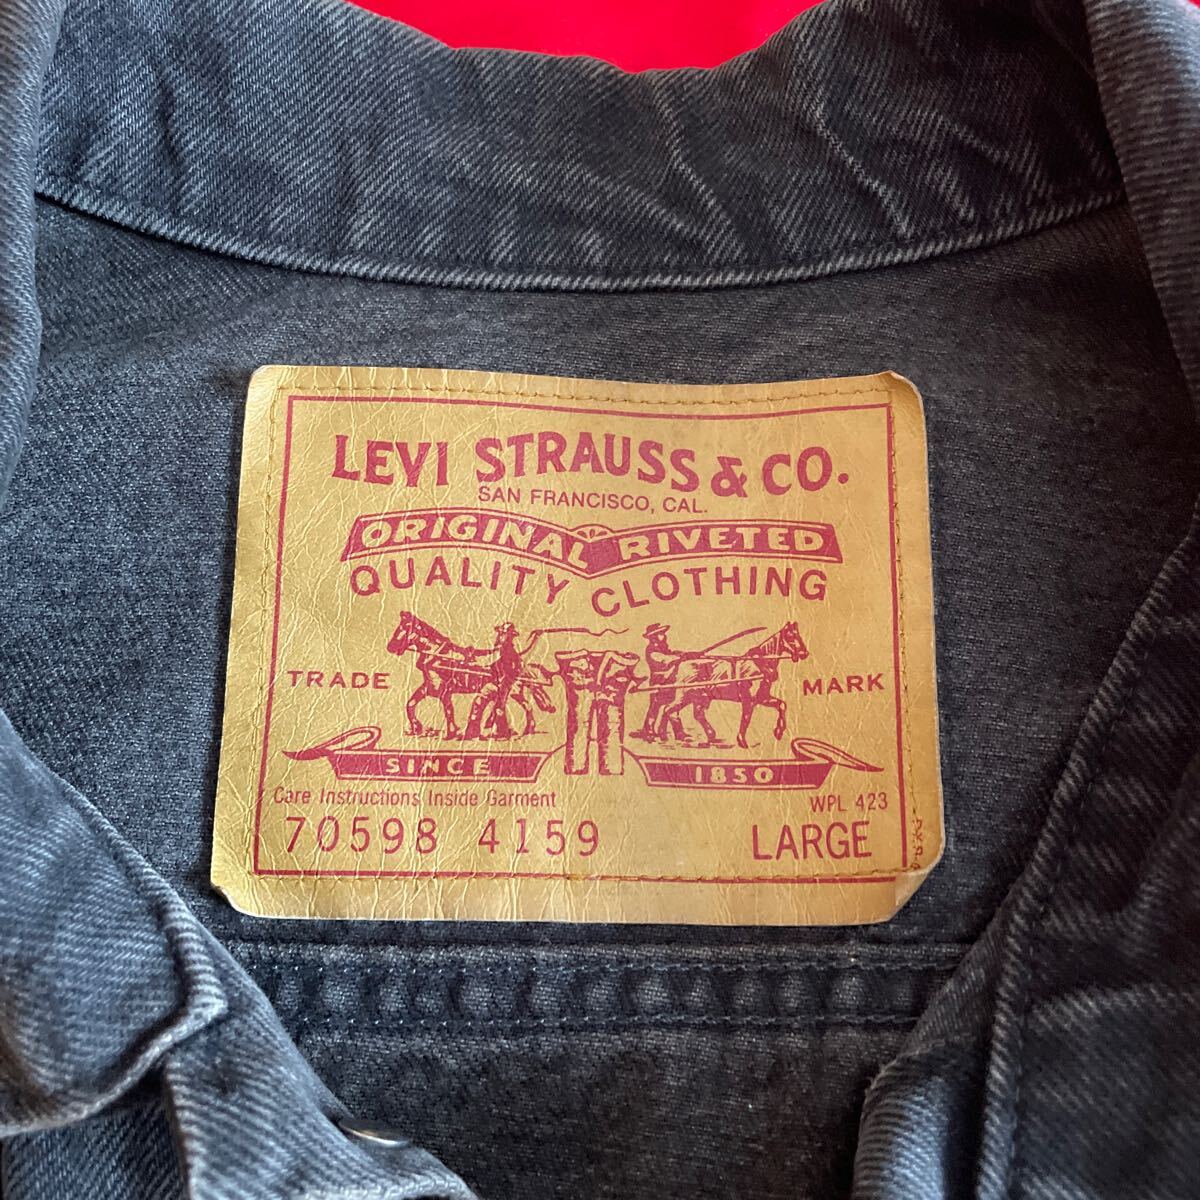 LEVI STRAUSS & CO.
SAN FRANCISCO, CAL.
ORIGINAL RIVETED
QUALITY CLOTHING
TRADE MARK
SINCE 1850
Care Instructions Inside Garment WPL 423
70598 4159 LARGE